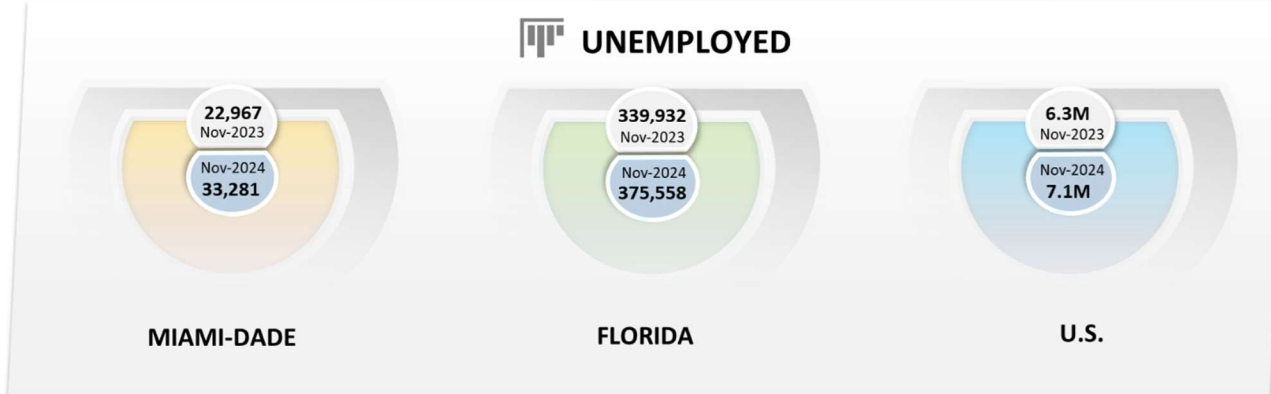 UNEMPLOYED
22,967
Nov-2023
Nov-2024
33,281
MIAMI-DADE
339,932
Nov-2023
Nov-2024
375,558
FLORIDA
6.3M
Nov-2023
Nov-2024
7.1M
U.S.